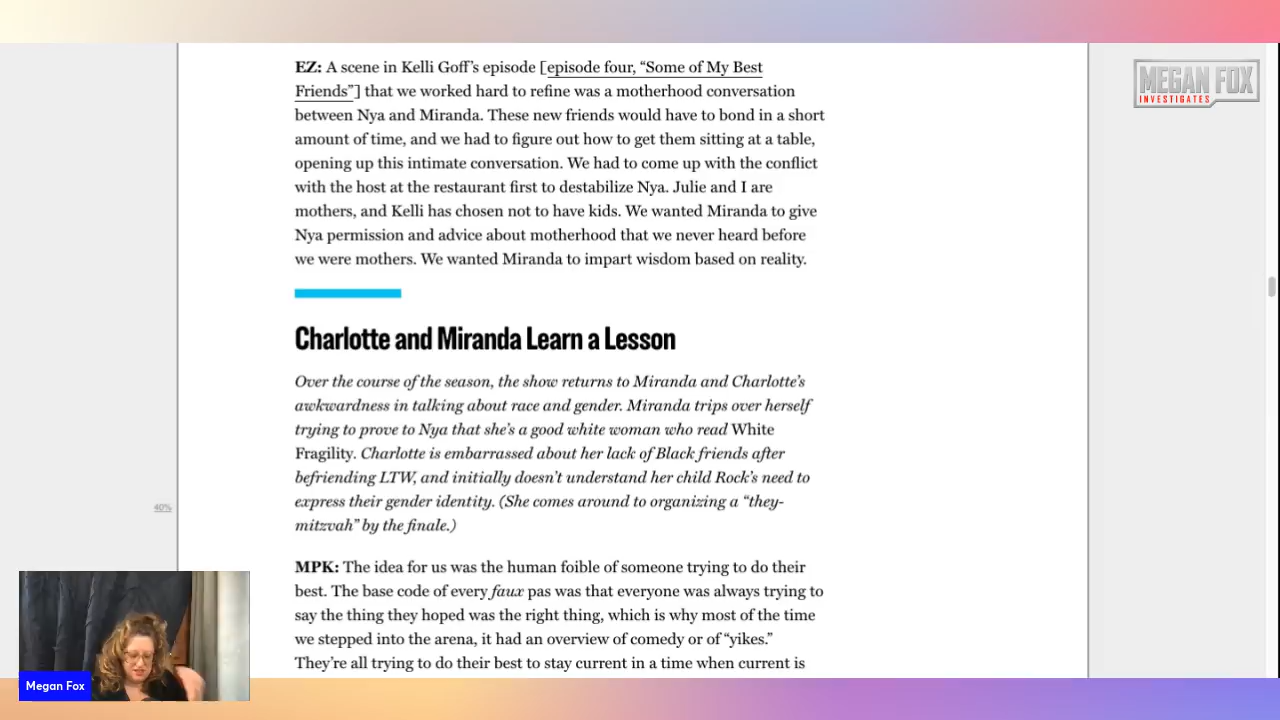 MEGAN FOX
INVESTIGATES
EZ: A scene in Kelli Goff's episode [episode four, “Some of My Best
Friends”] that we worked hard to refine was a motherhood conversation
between Nya and Miranda. These new friends would have to bond in a short
amount of time, and we had to figure out how to get them sitting at a table,
opening up this intimate conversation. We had to come up with the conflict
with the host at the restaurant first to destabilize Nya. Julie and I are
mothers, and Kelli has chosen not to have kids. We wanted Miranda to give
Nya permission and advice about motherhood that we never heard before
we were mothers. We wanted Miranda to impart wisdom based on reality.
Charlotte and Miranda Learn a Lesson
Over the course of the season, the show returns to Miranda and Charlotte's
awkwardness in talking about race and gender. Miranda trips over herself
trying to prove to Nya that she's a good white woman who read White
Fragility. Charlotte is embarrassed about her lack of Black friends after
befriending LTW, and initially doesn't understand her child Rock's need to
express their gender identity. (She comes around to organizing a “they-
mitzvah” by the finale.)
40%
MPK: The idea for us was the human foible of someone trying to do their
best. The base code of every faux pas was that everyone was always trying to
say the thing they hoped was the right thing, which is why most of the time
we stepped into the arena, it had an overview of comedy or of “yikes.”
They're all trying to do their best to stay current in a time when current is
Megan Fox